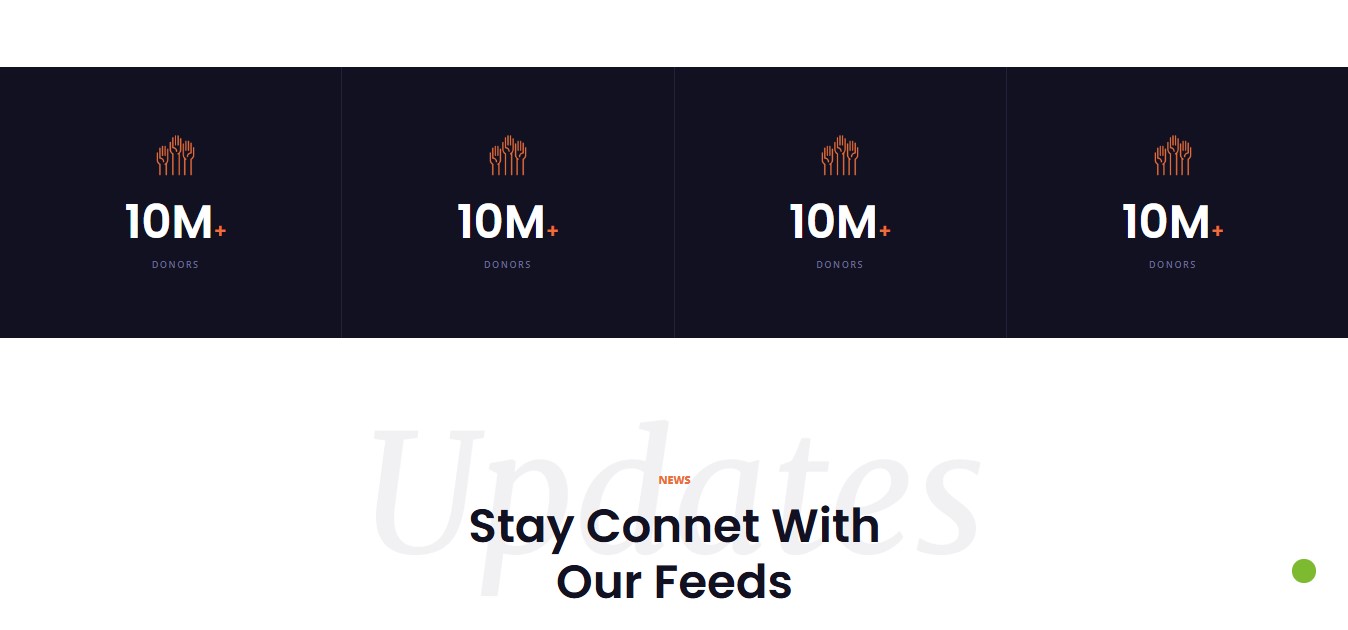 10M+ 10M+ 10M+ 10M+
DONORS DONORS DONORS DONORS
Updates
NEWS
Stay Connet With
Our Feeds